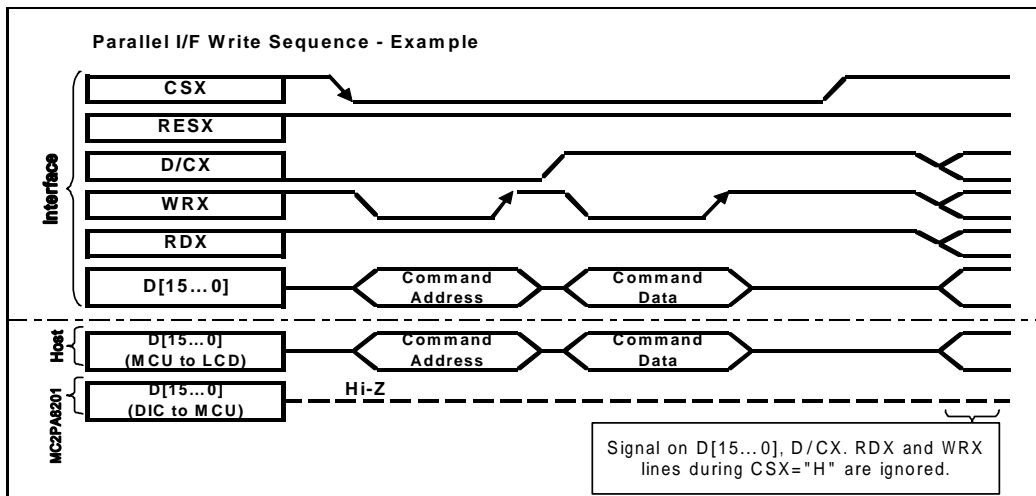 Parallel I/F Write Sequence - Example
Interface
CSX
RESX
D/CX
WRX
RDX
D[15...0]
Command
Address
Command
Data
Host
D[15...0]
(MCU to LCD)
Command
Address
Command
Data
MC2PA8201
D[15...0]
(DIC to MCU)
Hi-Z
Signal on D[15...0], D/CX. RDX and WRX
lines during CSX="H" are ignored.